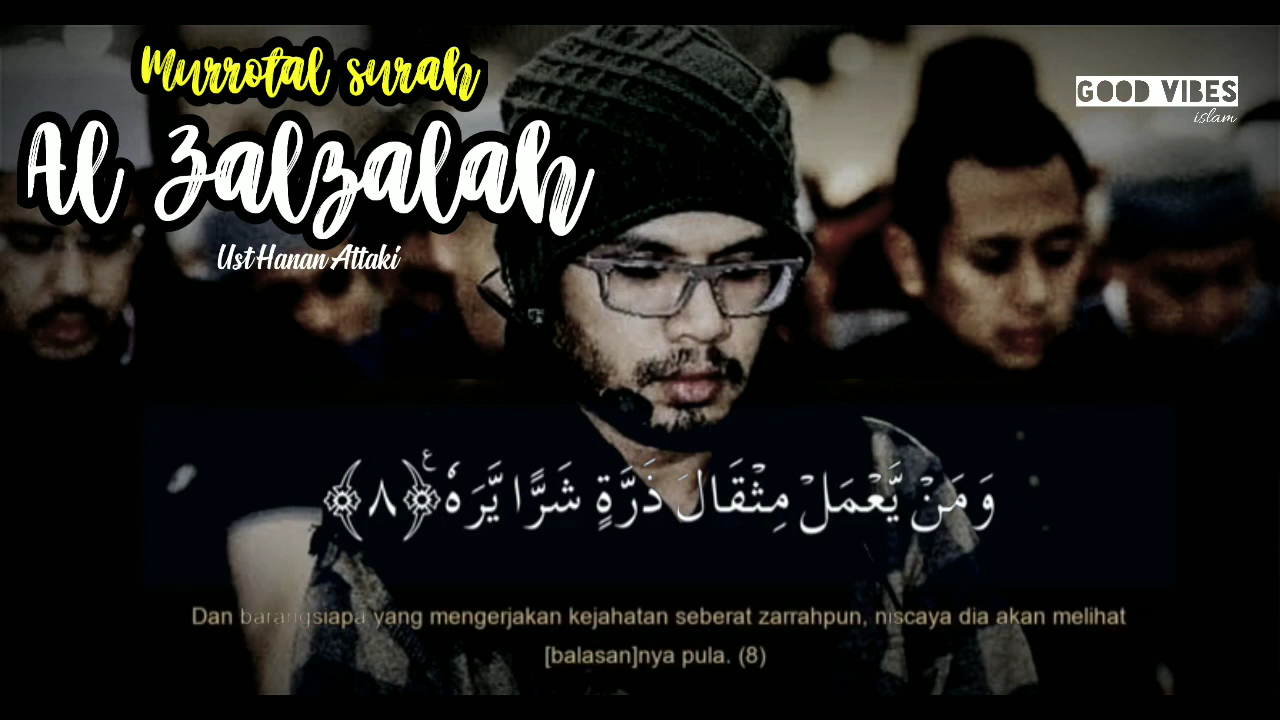 Murrotal surah
Al Zalzalah
Ust Hanan Attaki
GOOD VIBES
islam
وَمَنْ يَّعْمَلْ مِثْقَالَ ذَرَّةٍ شَرًّا يَّرَهٗ ࣖ ﴿٨﴾
Dan barangsiapa yang mengerjakan kejahatan seberat zarrahpun, niscaya dia akan melihat
[balasan]nya pula. (8)